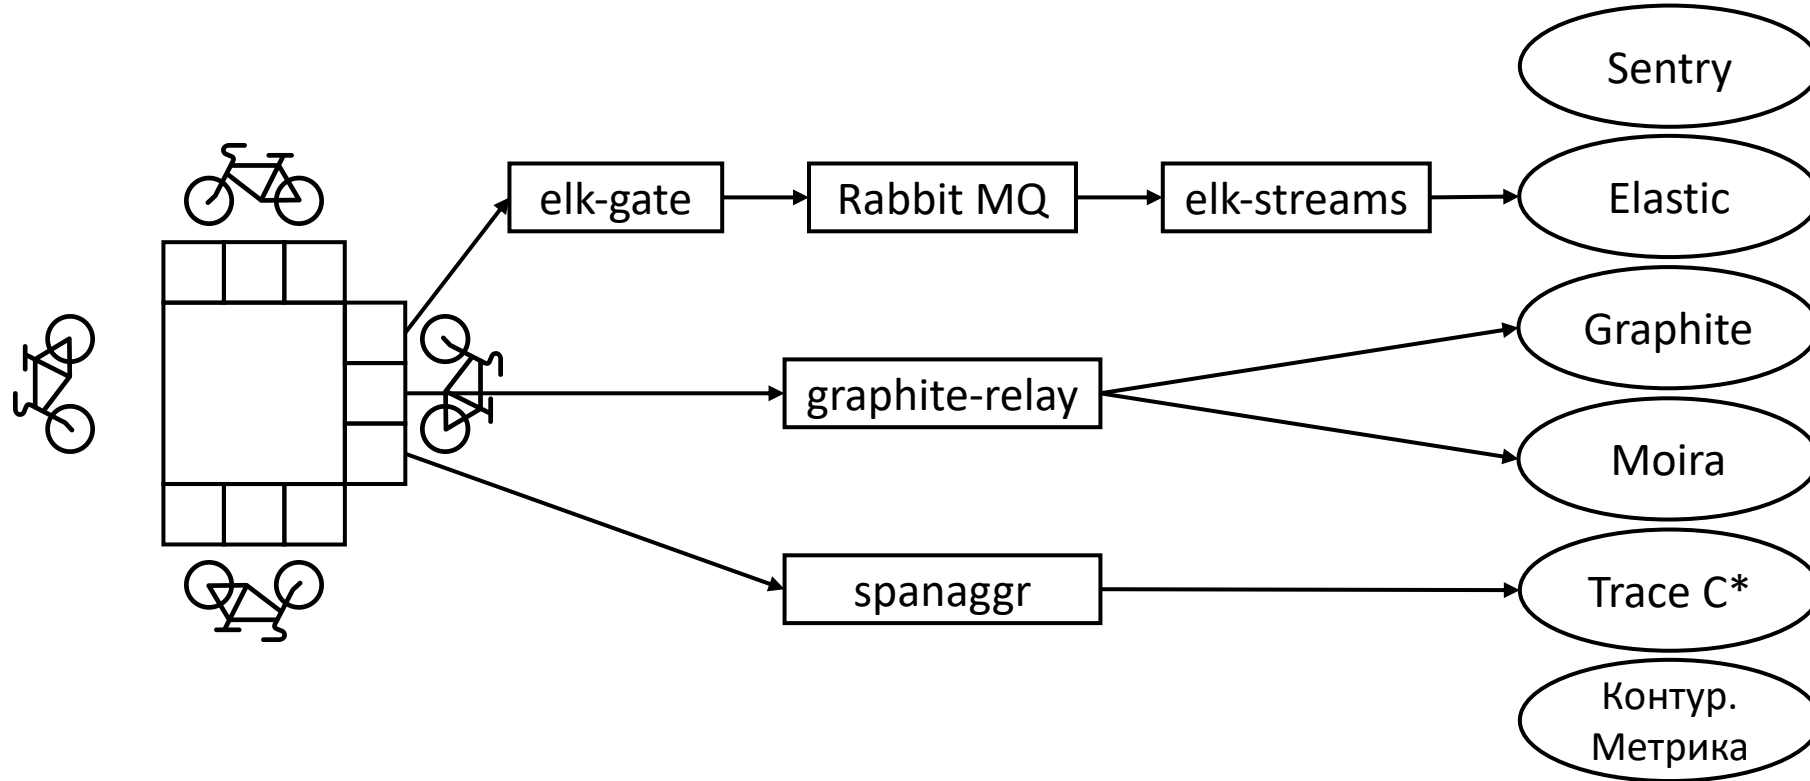 Sentry
elk-gate
Rabbit MQ
elk-streams
Elastic
Graphite
graphite-relay
Moira
spanaggr
Trace C*
Контур.
Метрика